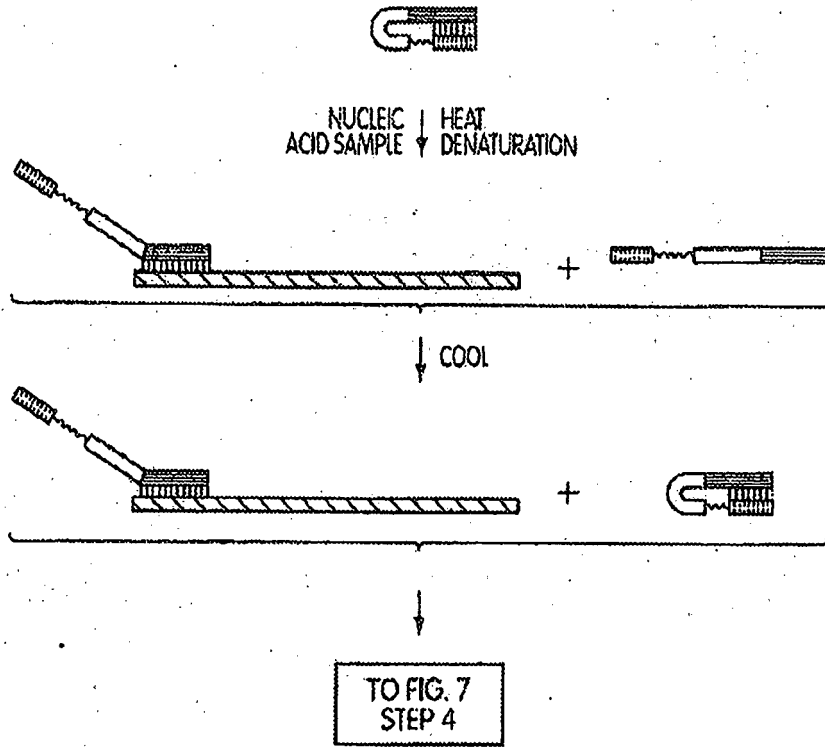 NUCLEIC HEAT
ACID SAMPLE DENATURATION
+
COOL
+
TO FIG. 7
STEP 4